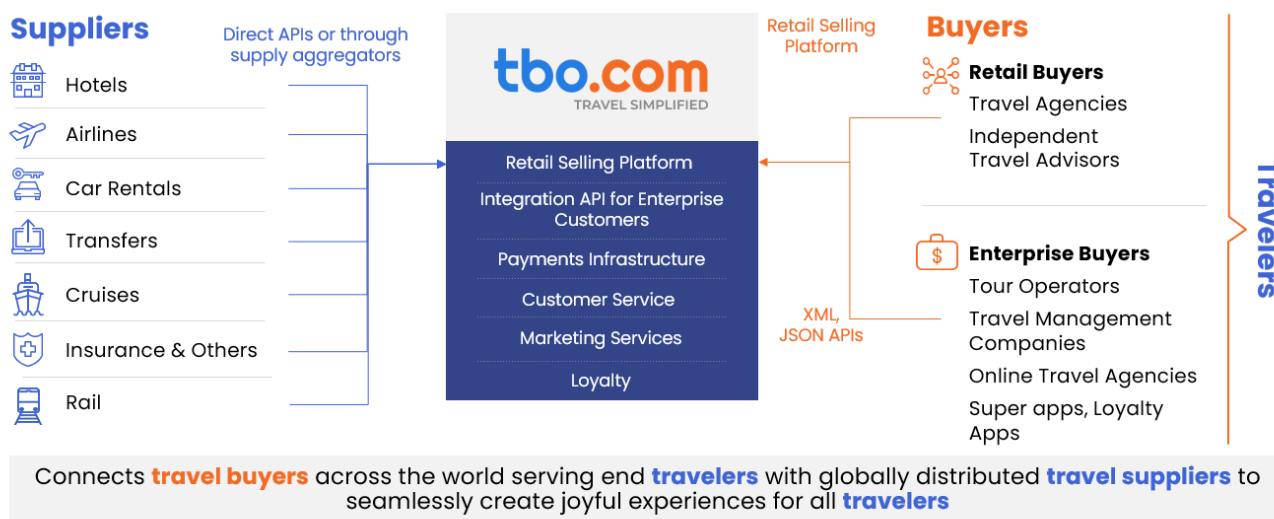 Suppliers
Direct APIs or through
supply aggregators
Hotels
Airlines
Car Rentals
Transfers
Cruises
Insurance & Others
Rail
tbo.com
TRAVEL SIMPLIFIED
Retail Selling Platform
Integration API for Enterprise
Customers
Payments Infrastructure
Customer Service
Marketing Services
Loyalty
Retail Selling
Platform
XML,
JSON APIs
Buyers
Retail Buyers
Travel Agencies
Independent
Travel Advisors
$
Enterprise Buyers
Tour Operators
Travel Management
Companies
Online Travel Agencies
Super apps, Loyalty
Apps
Travelers
Connects travel buyers across the world serving end travelers with globally distributed travel suppliers to
seamlessly create joyful experiences for all travelers